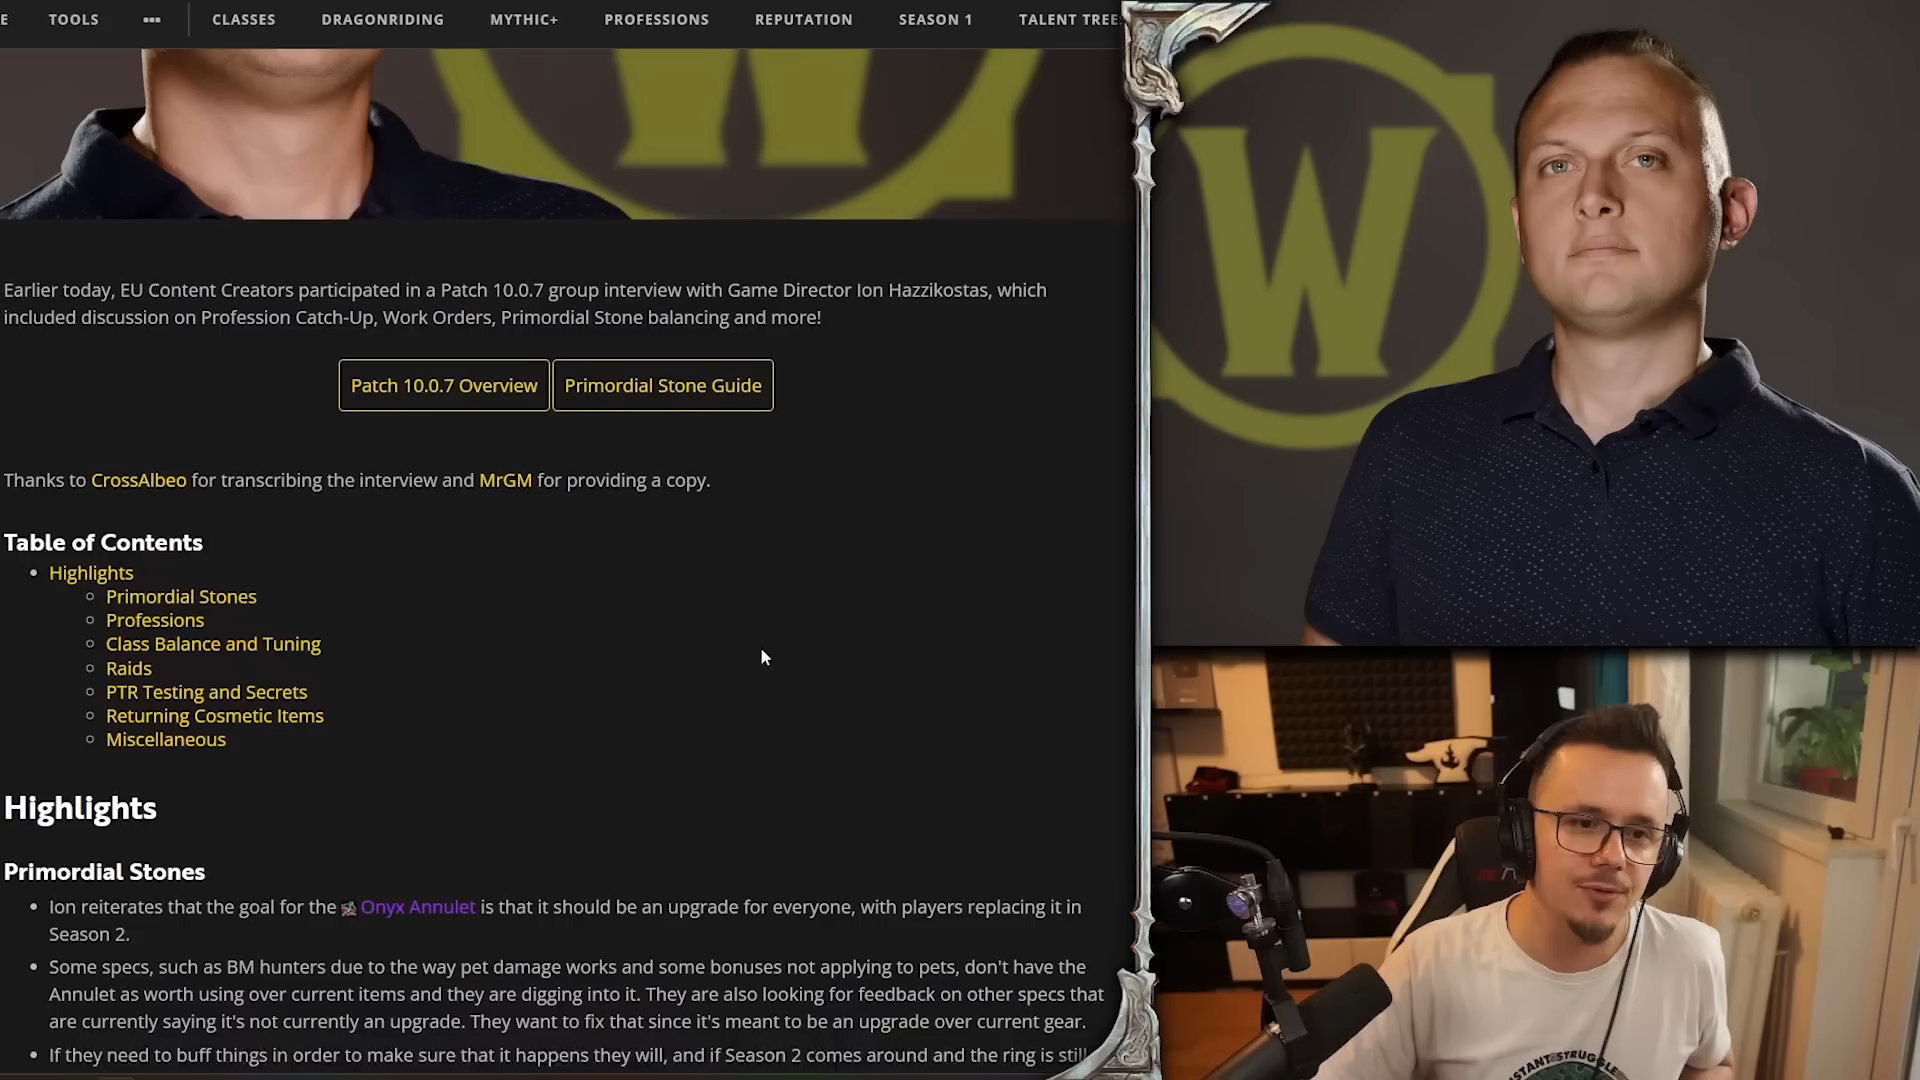 E TOOLS ••• CLASSES DRAGONRIDING MYTHIC+ PROFESSIONS REPUTATION SEASON 1 TALENT TREE
W
Earlier today, EU Content Creators participated in a Patch 10.0.7 group interview with Game Director Ion Hazzikostas, which
included discussion on Profession Catch-Up, Work Orders, Primordial Stone balancing and more!
Patch 10.0.7 Overview Primordial Stone Guide
Thanks to CrossAlbeo for transcribing the interview and MrGM for providing a copy.
Table of Contents
• Highlights
○ Primordial Stones
○ Professions
○ Class Balance and Tuning
○ Raids
○ PTR Testing and Secrets
○ Returning Cosmetic Items
○ Miscellaneous
Highlights
Primordial Stones
• Ion reiterates that the goal for the Onyx Annulet is that it should be an upgrade for everyone, with players replacing it in
Season 2.
• Some specs, such as BM hunters due to the way pet damage works and some bonuses not applying to pets, don't have the
Annulet as worth using over current items and they are digging into it. They are also looking for feedback on other specs that
are currently saying it's not currently an upgrade. They want to fix that since it's meant to be an upgrade over current gear.
• If they need to buff things in order to make sure that it happens they will, and if Season 2 comes around and the ring is still
STRUGGLE